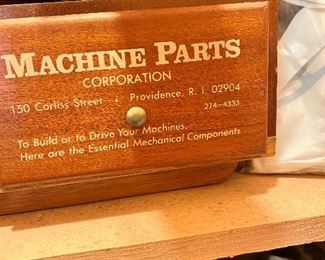 MACHINE PARTS
CORPORATION
150 Corliss Street • Providence, R. I. 02904
274-4333
To Build or to Drive Your Machines,
Here are the Essential Mechanical Components